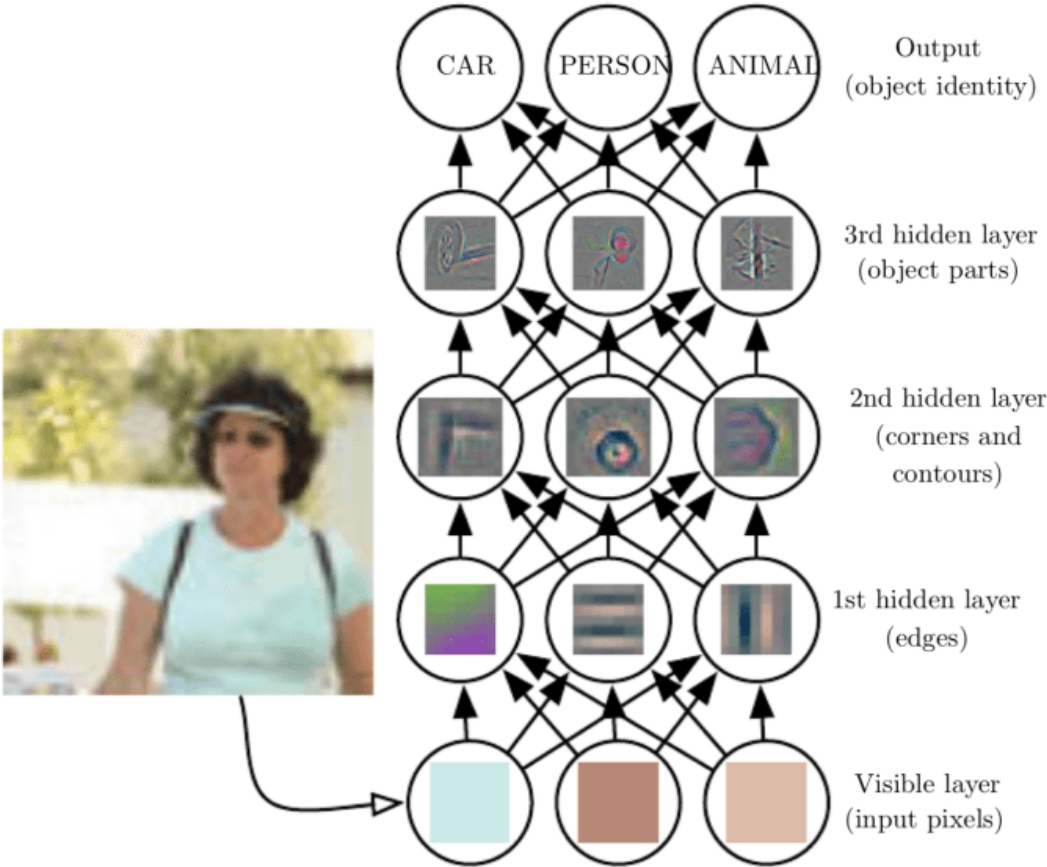 CAR
PERSON
ANIMAL
Output
(object identity)
3rd hidden layer
(object parts)
2nd hidden layer
(corners and
contours)
1st hidden layer
(edges)
Visible layer
(input pixels)